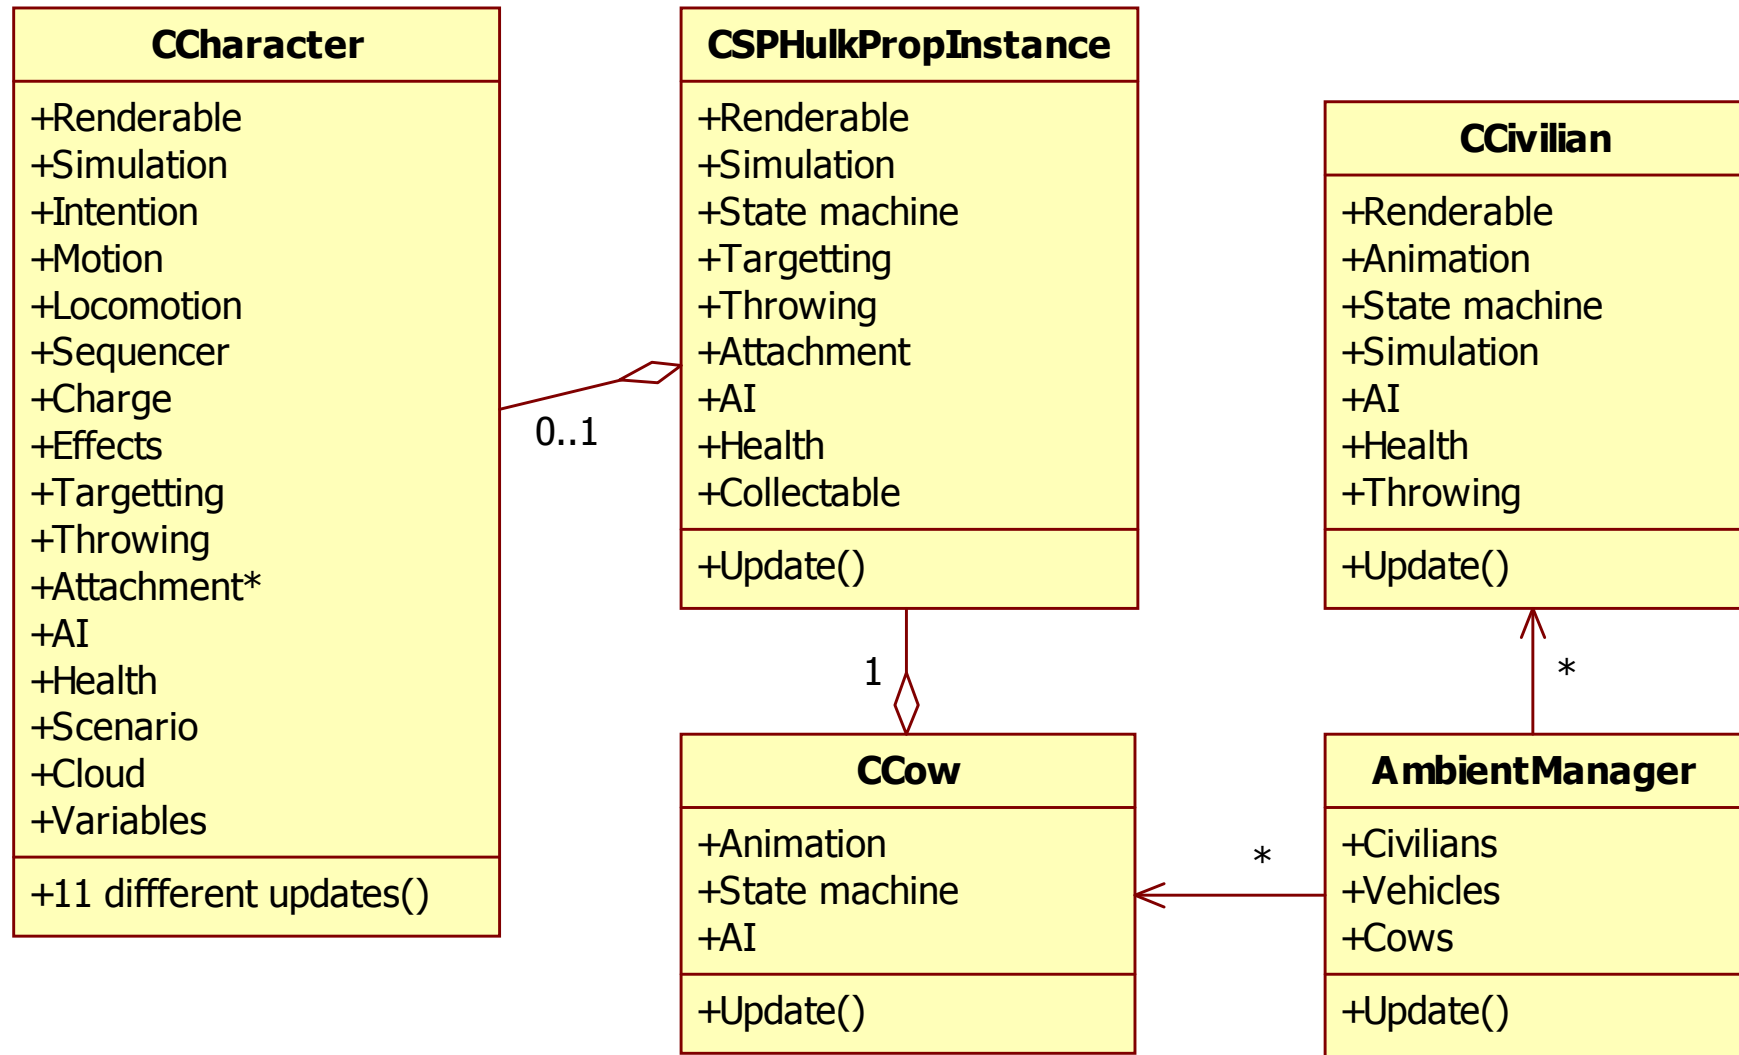 CCharacter
+Renderable
+Simulation
+Intention
+Motion
+Locomotion
+Sequencer
+Charge
+Effects
+Targetting
+Throwing
+Attachment*
+AI
+Health
+Scenario
+Cloud
+Variables
+11 diffferent updates()
0..1
CSPHulkPropInstance
+Renderable
+Simulation
+State machine
+Targetting
+Throwing
+Attachment
+AI
+Health
+Collectable
+Update()
1
CCow
+Animation
+State machine
+AI
+Update()
*
CCivilian
+Renderable
+Animation
+State machine
+Simulation
+AI
+Health
+Throwing
+Update()
*
AmbientManager
+Civilians
+Vehicles
+Cows
+Update()